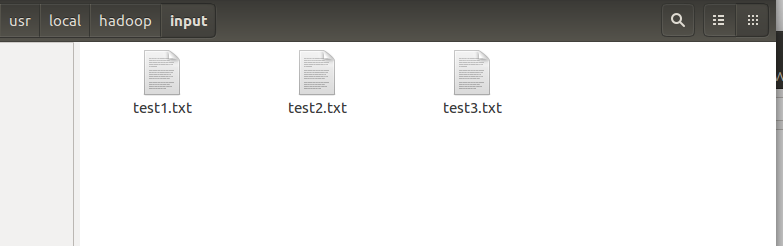 usr local hadoop input
test1.txt test2.txt test3.txt